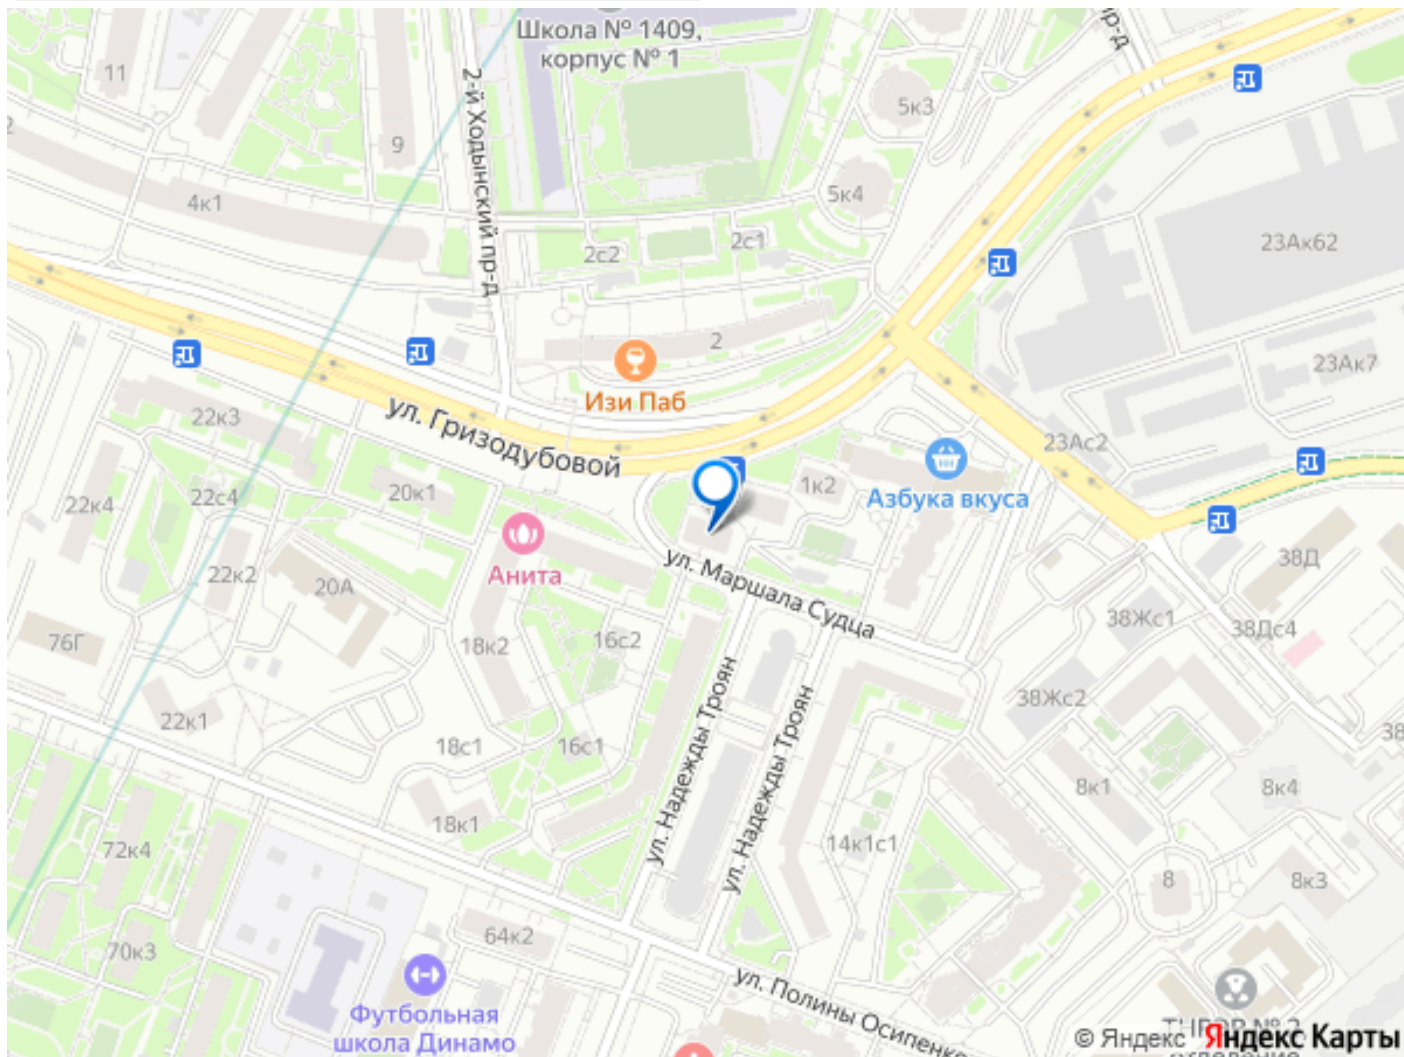 Школа № 1409,
корпус № 1
пр-д
11
2-й Ходынский пр-д
5к3
9
4к1
5к4
2с1
2с2
23Ак62
2
Изи Паб
23Ак7
22к3
ул. Гризодубовой
23Ас2
22к4
22с4
20к1
1к2
Азбука вкуса
Анита
22к2
20А
ул. Маршала Судца
38Д
38Жс1
38Дс4
76Г
18к2
16с2
38Жс2
22к1
18с1
16с1
ул. Надежды Троян
ул. Надежды Троян
38
8к1
8к4
18к1
72к4
14к1с1
8
8к3
70к3
64к2
ул. Полины Осипенко
Футбольная
школа Динамо
© Яндекс Яндекс Карты